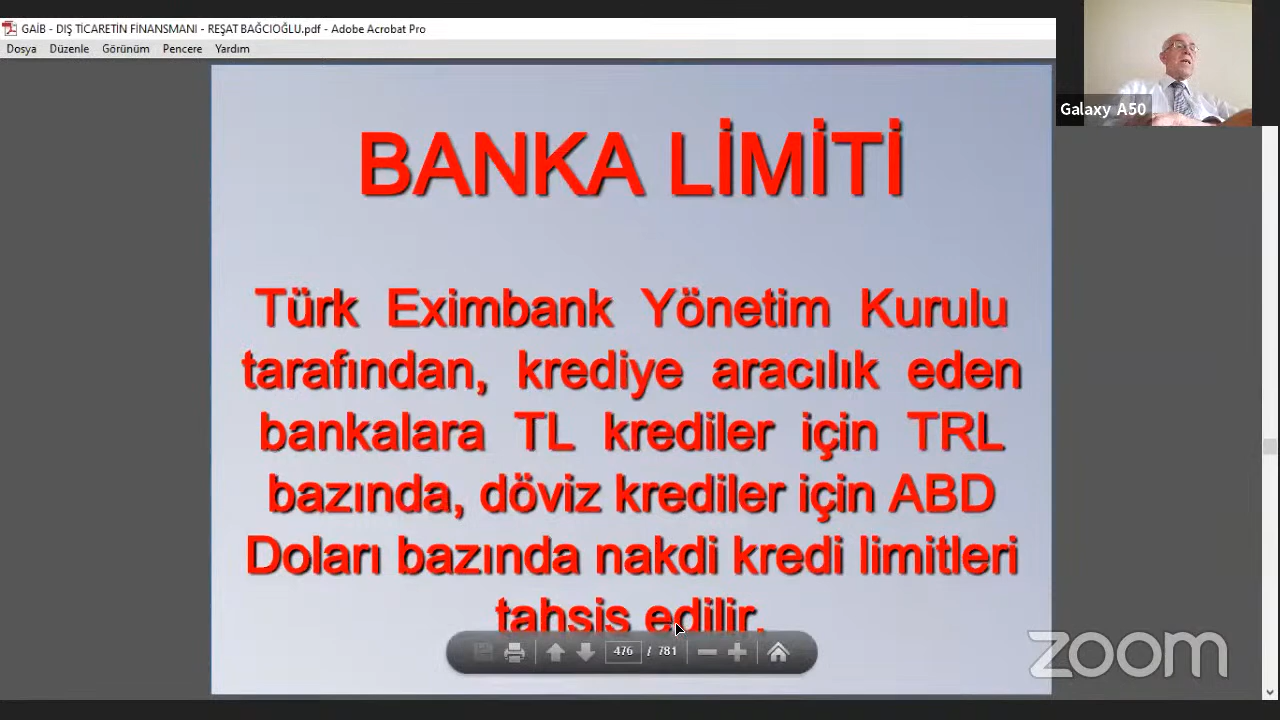 GAİB - DIŞ TİCARETİN FİNANSMANI - REŞAT BAĞCIOĞLU.pdf - Adobe Acrobat Pro
Dosya Düzenle Görünüm Pencere Yardım
Galaxy A50
BANKA LİMİTİ
Türk Eximbank Yönetim Kurulu
tarafından, krediye aracılık eden
bankalara TL krediler için TRL
bazında, döviz krediler için ABD
Doları bazında nakdi kredi limitleri
tahsis edilir.
476 / 781
zoom